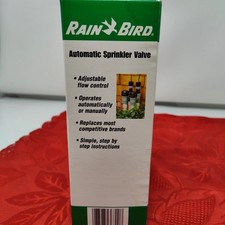 RAIN BIRD.
Automatic Sprinkler Valve
• Adjustable
flow control
• Operates
automatically
or manually
• Replaces most
competitive brands
• Simple, step by
step instructions